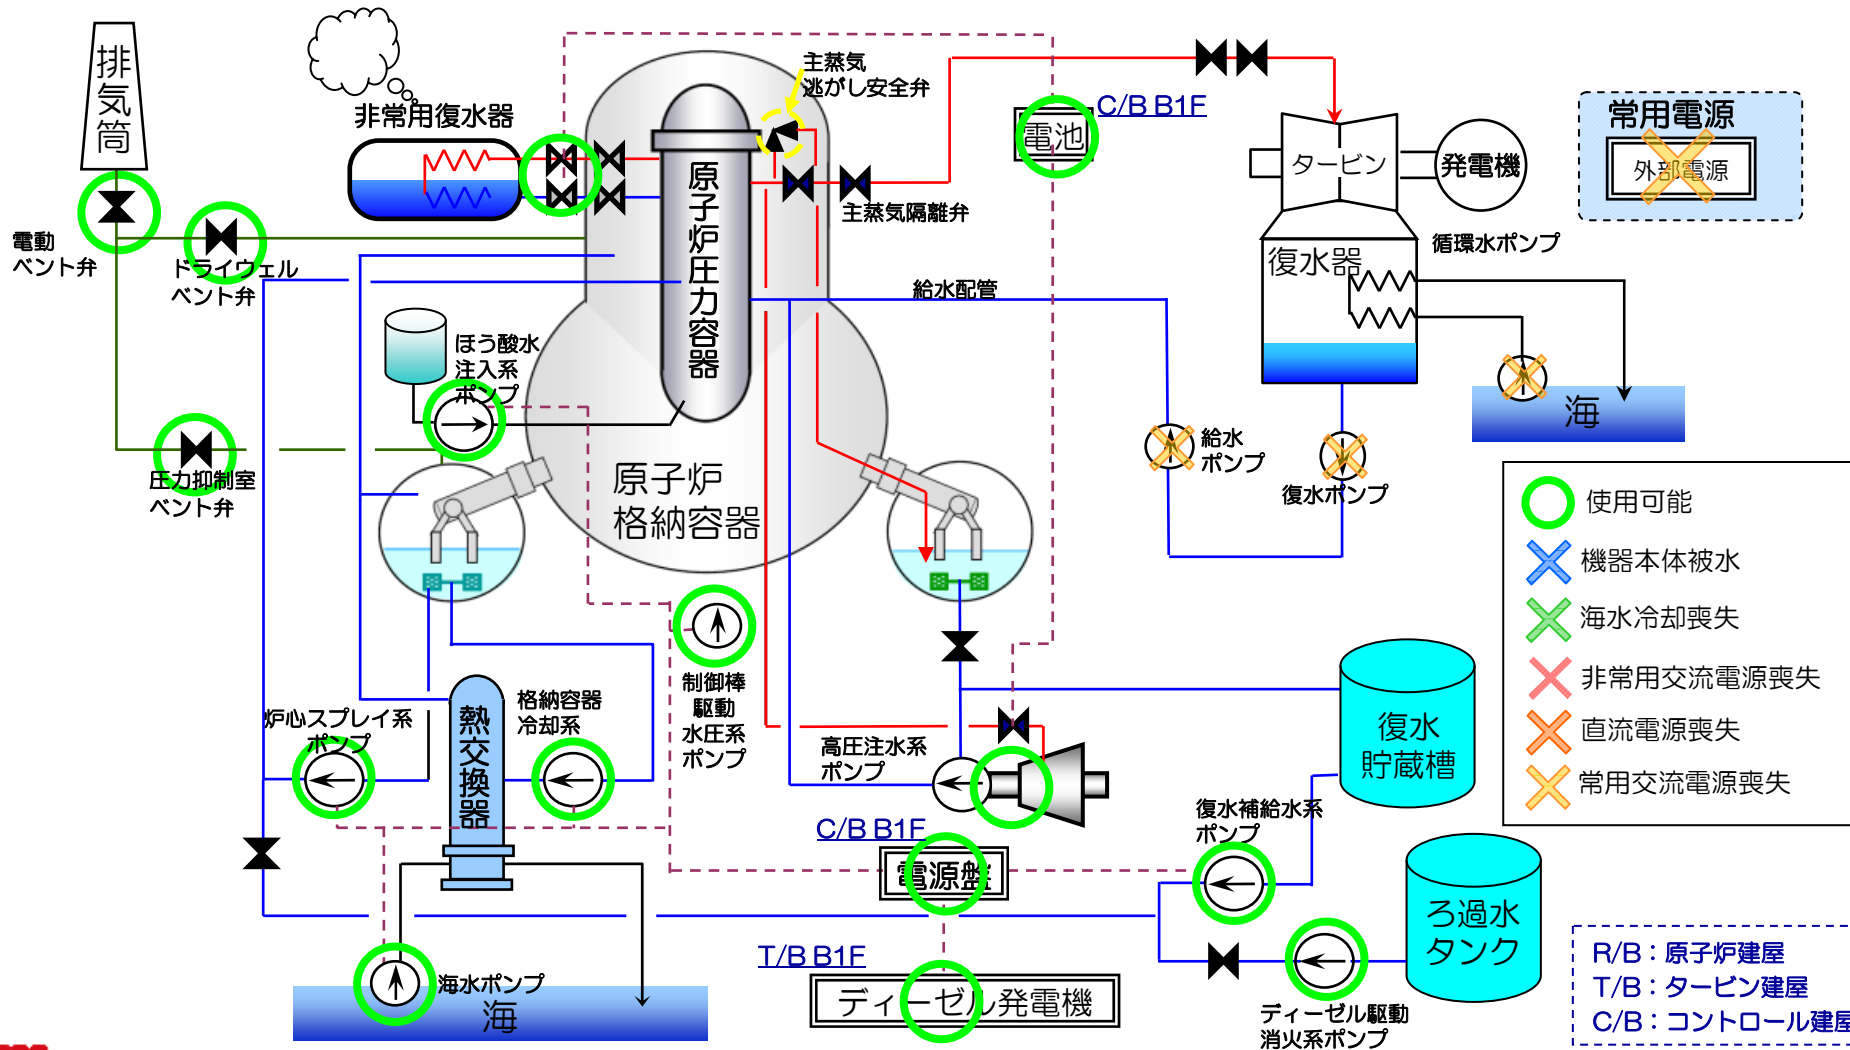 排
気
筒
非常用復水器
主蒸気
逃がし安全弁
C/B B1F
電池
常用電源
外部電源
タービン
発電機
原
子
炉
圧
力
容
器
主蒸気隔離弁
電動
ベント弁
ドライウェル
ベント弁
循環水ポンプ
復水器
給水配管
ほう酸水
注入系
ポンプ
海
給水
ポンプ
復水ポンプ
圧力抑制室
ベント弁
原子炉
格納容器
使用可能
機器本体被水
海水冷却喪失
非常用交流電源喪失
直流電源喪失
常用交流電源喪失
制御棒
駆動
水圧系
ポンプ
炉心スプレイ系
ポンプ
熱
交
換
器
格納容器
冷却系
高圧注水系
ポンプ
復水
貯蔵槽
復水補給水系
ポンプ
C/B B1F
電源盤
ろ過水
タンク
T/B B1F
ディーゼル発電機
海水ポンプ
海
ディーゼル駆動
消火系ポンプ
R/B：原子炉建屋
T/B：タービン建屋
C/B：コントロール建屋